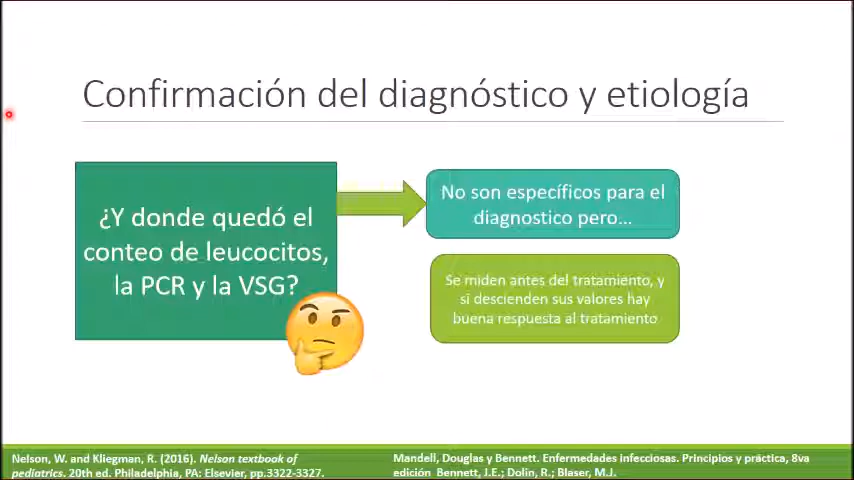 Confirmación del diagnóstico y etiología
¿Y donde quedó el
conteo de leucocitos,
la PCR y la VSG?
No son específicos para el
diagnostico pero...
Se miden antes del tratamiento, y
si descienden sus valores hay
buena respuesta al tratamiento
Nelson, W. and Kliegman, R. (2016). Nelson textbook of
pediatrics. 20th ed. Philadelphia, PA: Elsevier, pp.3322-3327.
Mandell, Douglas y Bennett. Enfermedades infecciosas. Principios y práctica, 8va
edición Bennett, J.E.; Dolin, R.; Blaser, M.J.